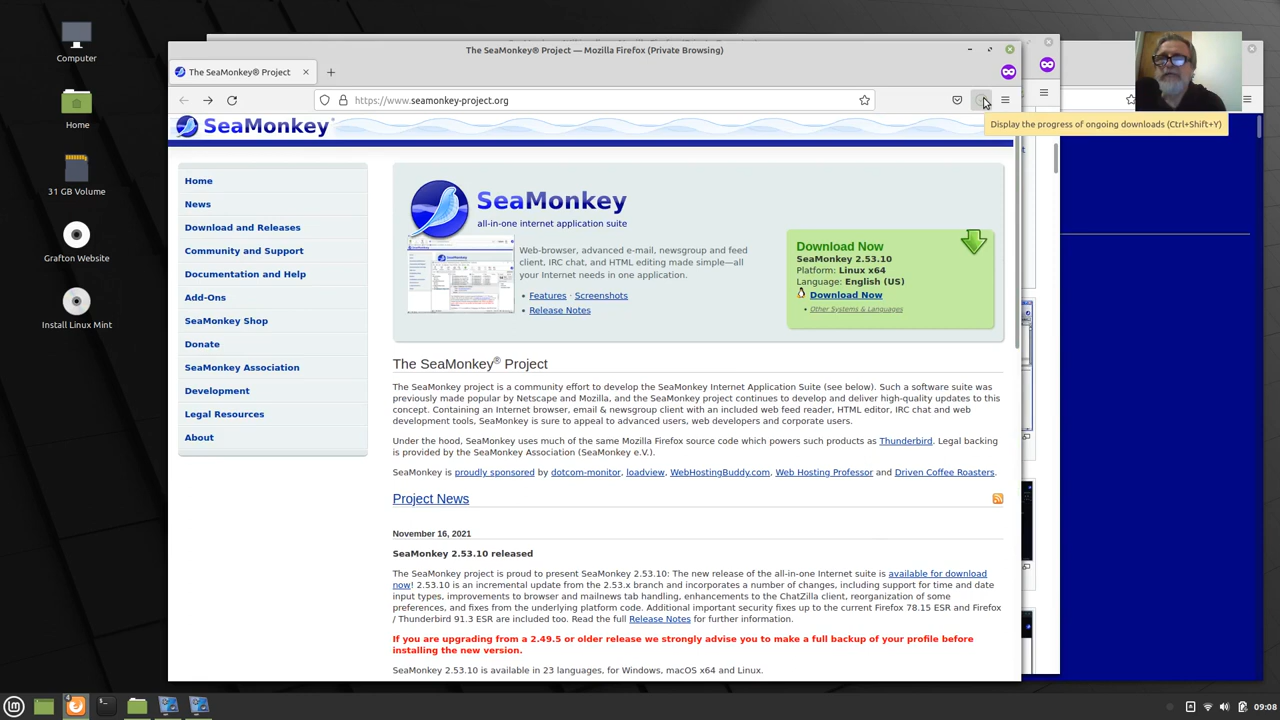 Computer
Home
31 GB Volume
Grafton Website
Install Linux Mint
The SeaMonkey® Project — Mozilla Firefox (Private Browsing)
The SeaMonkey® Project
https://www.seamonkey-project.org
Display the progress of ongoing downloads (Ctrl+Shift+Y)
SeaMonkey®
Home
News
Download and Releases
Community and Support
Documentation and Help
Add-Ons
SeaMonkey Shop
Donate
SeaMonkey Association
Development
Legal Resources
About
SeaMonkey
all-in-one internet application suite
Web-browser, advanced e-mail, newsgroup and feed
client, IRC chat, and HTML editing made simple—all
your Internet needs in one application.
• Features · Screenshots
• Release Notes
Download Now
SeaMonkey 2.53.10
Platform: Linux x64
Language: English (US)
Download Now
• Other Systems & Languages
The SeaMonkey® Project
The SeaMonkey project is a community effort to develop the SeaMonkey Internet Application Suite (see below). Such a software suite was
previously made popular by Netscape and Mozilla, and the SeaMonkey project continues to develop and deliver high-quality updates to this
concept. Containing an Internet browser, email & newsgroup client with an included web feed reader, HTML editor, IRC chat and web
development tools, SeaMonkey is sure to appeal to advanced users, web developers and corporate users.
Under the hood, SeaMonkey uses much of the same Mozilla Firefox source code which powers such products as Thunderbird. Legal backing
is provided by the SeaMonkey Association (SeaMonkey e.V.).
SeaMonkey is proudly sponsored by dotcom-monitor, loadview, WebHostingBuddy.com, Web Hosting Professor and Driven Coffee Roasters.
Project News
November 16, 2021
SeaMonkey 2.53.10 released
The SeaMonkey project is proud to present SeaMonkey 2.53.10: The new release of the all-in-one Internet suite is available for download
now! 2.53.10 is an incremental update from the 2.53.x branch and incorporates a number of changes, including support for time and date
input types, improvements to browser and mailnews tab handling, enhancements to the ChatZilla client, reorganization of some
preferences, and fixes from the underlying platform code. Additional important security fixes up to the current Firefox 78.15 ESR and Firefox
/ Thunderbird 91.3 ESR are included too. Read the full Release Notes for further information.
If you are upgrading from a 2.49.5 or older release we strongly advise you to make a full backup of your profile before
installing the new version.
SeaMonkey 2.53.10 is available in 23 languages, for Windows, macOS x64 and Linux.
4
09:08